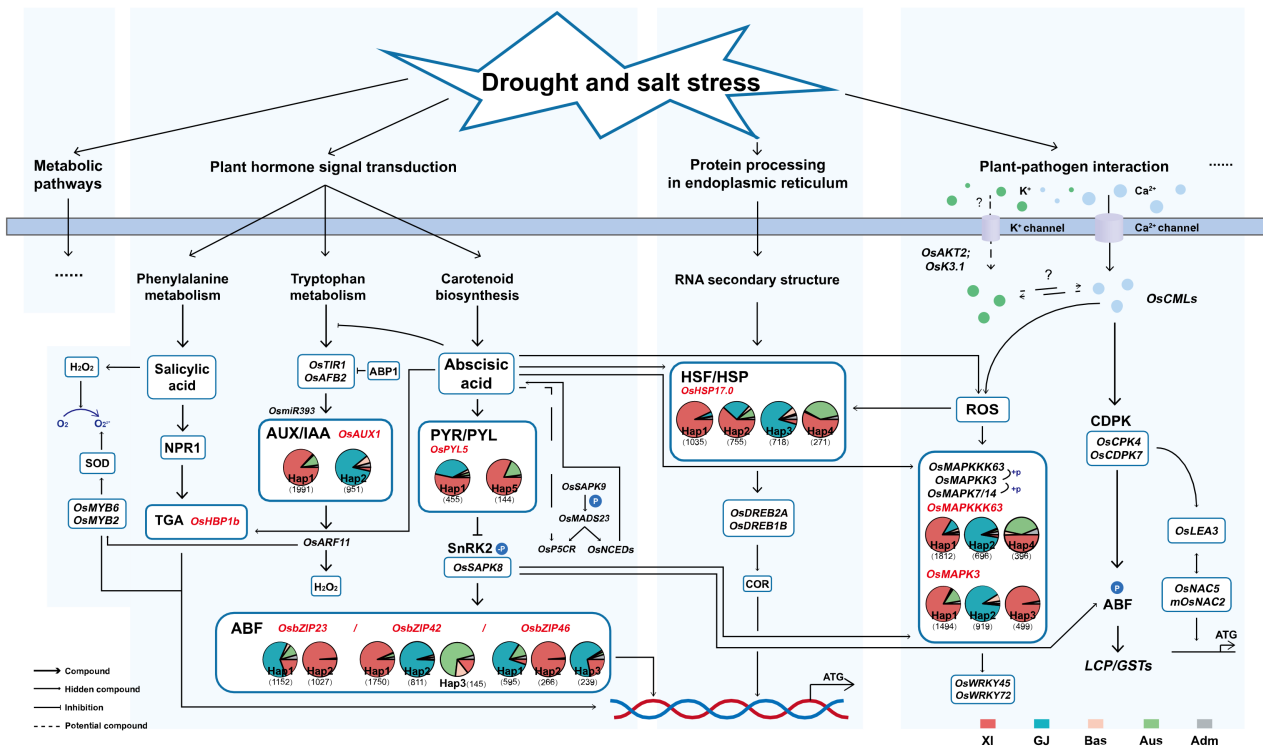 Drought and salt stress
Metabolic
pathways
Plant hormone signal transduction
Protein processing
in endoplasmic reticulum
Plant-pathogen interaction
......
K⁺
Ca²⁺
?
K⁺ channel
Ca²⁺ channel
OsAKT2;
OsK3.1
?
OsCMLs
......
Phenylalanine
metabolism
Tryptophan
metabolism
Carotenoid
biosynthesis
RNA secondary structure
H₂O₂
Salicylic
acid
OsTIR1
OsAFB2
ABP1
Abscisic
acid
HSF/HSP
OsHSP17.0
Hap1
(1035)
Hap2
(755)
Hap3
(718)
Hap4
(271)
ROS
CDPK
OsCPK4
OsCDPK7
O₂
O₂·⁻
OsmiR393
AUX/IAA
OsAUX1
Hap1
(1991)
Hap2
(951)
PYR/PYL
OsPYL5
Hap1
(455)
Hap5
(144)
NPR1
SOD
OsMYB6
OsMYB2
TGA
OsHBP1b
OsARF11
H₂O₂
OsSAPK9
P
OsMADS23
OsP5CR
OsNCEDs
SnRK2
-P
OsSAPK8
OsDREB2A
OsDREB1B
COR
OsMAPKKK63
OsMAPKK3
OsMAPK7/14
+p
+p
OsMAPKKK63
Hap1
(1812)
Hap2
(696)
Hap4
(396)
OsMAPK3
Hap1
(1494)
Hap2
(919)
Hap3
(499)
OsWRKY45
OsWRKY72
P
ABF
LCP/GSTs
OsLEA3
OsNAC5
mOsNAC2
ATG
ABF
OsbZIP23
/
OsbZIP42
/
OsbZIP46
Hap1
(1152)
Hap2
(1027)
Hap1
(1750)
Hap2
(811)
Hap3
(145)
Hap1
(595)
Hap2
(266)
Hap3
(239)
ATG
Compound
Hidden compound
Inhibition
Potential compound
XI
GJ
Bas
Aus
Adm